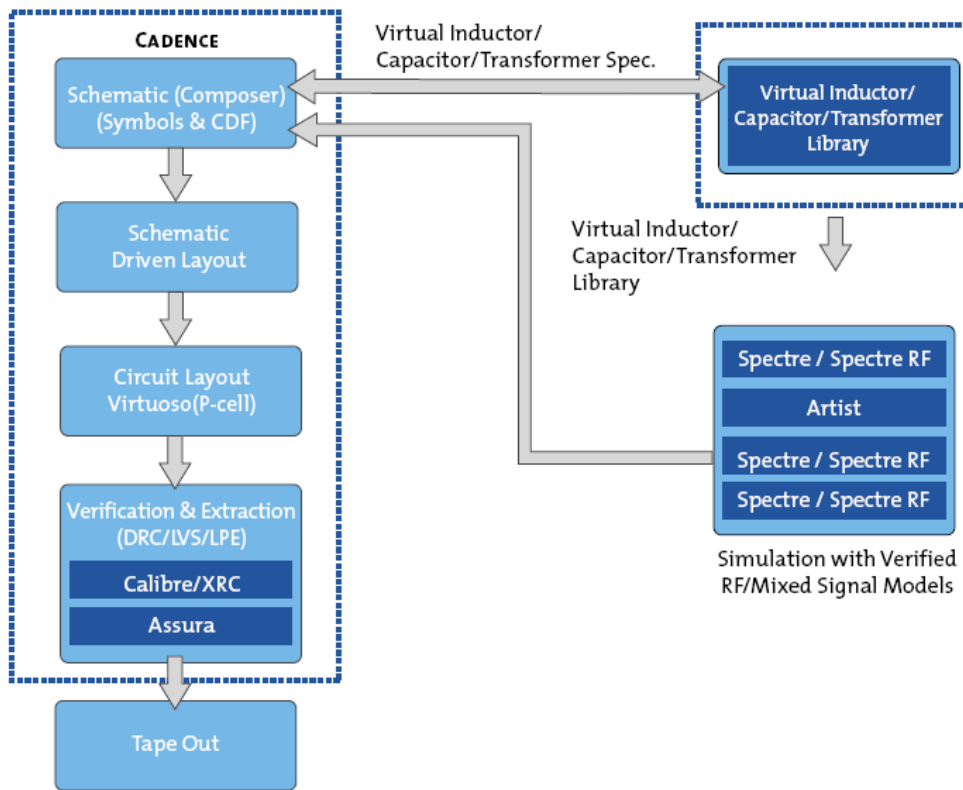 CADENCE
Schematic (Composer)
(Symbols & CDF)
Schematic
Driven Layout
Circuit Layout
Virtuoso(P-cell)
Verification & Extraction
(DRC/LVS/LPE)
Calibre/XRC
Assura
Tape Out
Virtual Inductor/
Capacitor/Transformer Spec.
Virtual Inductor/
Capacitor/Transformer
Library
Virtual Inductor/
Capacitor/Transformer
Library
Spectre / Spectre RF
Artist
Spectre / Spectre RF
Spectre / Spectre RF
Simulation with Verified
RF/Mixed Signal Models